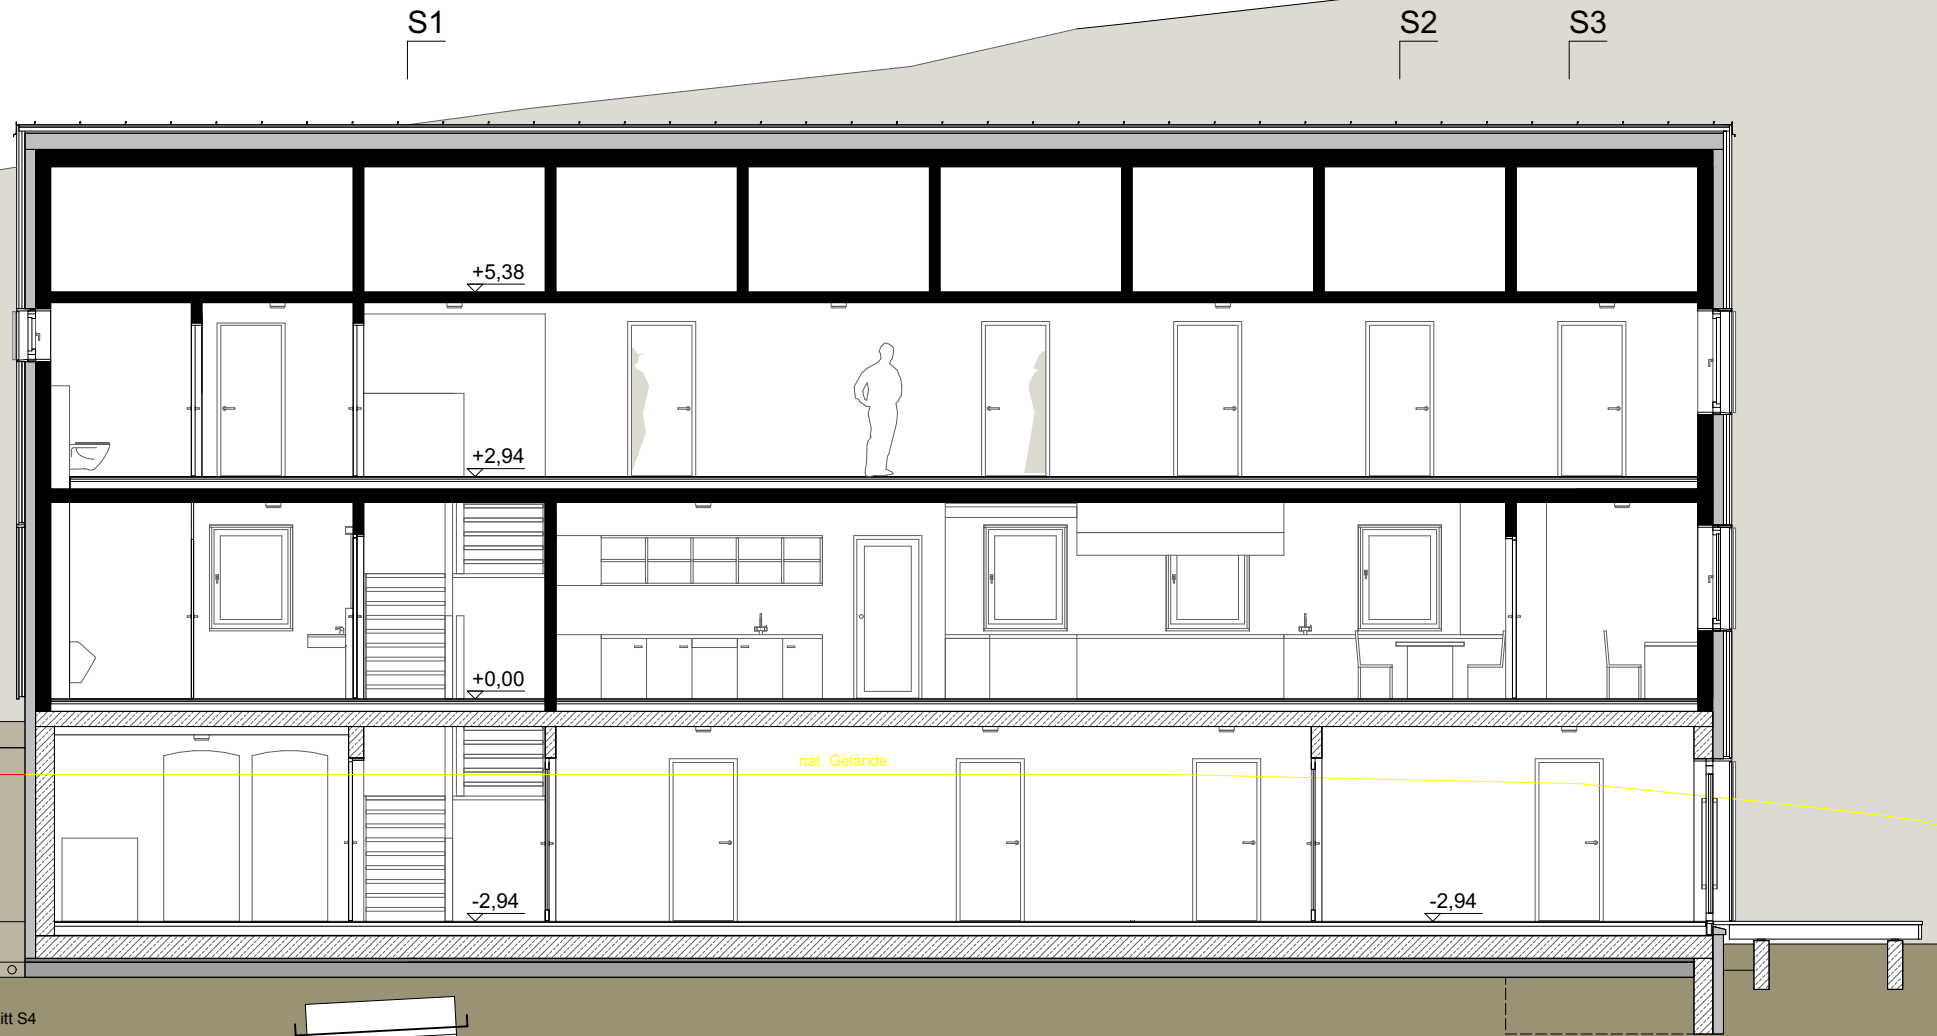 S1
S2
S3
+5,38
+2,94
+0,00
nat. Gelände
-2,94
-2,94
itt S4